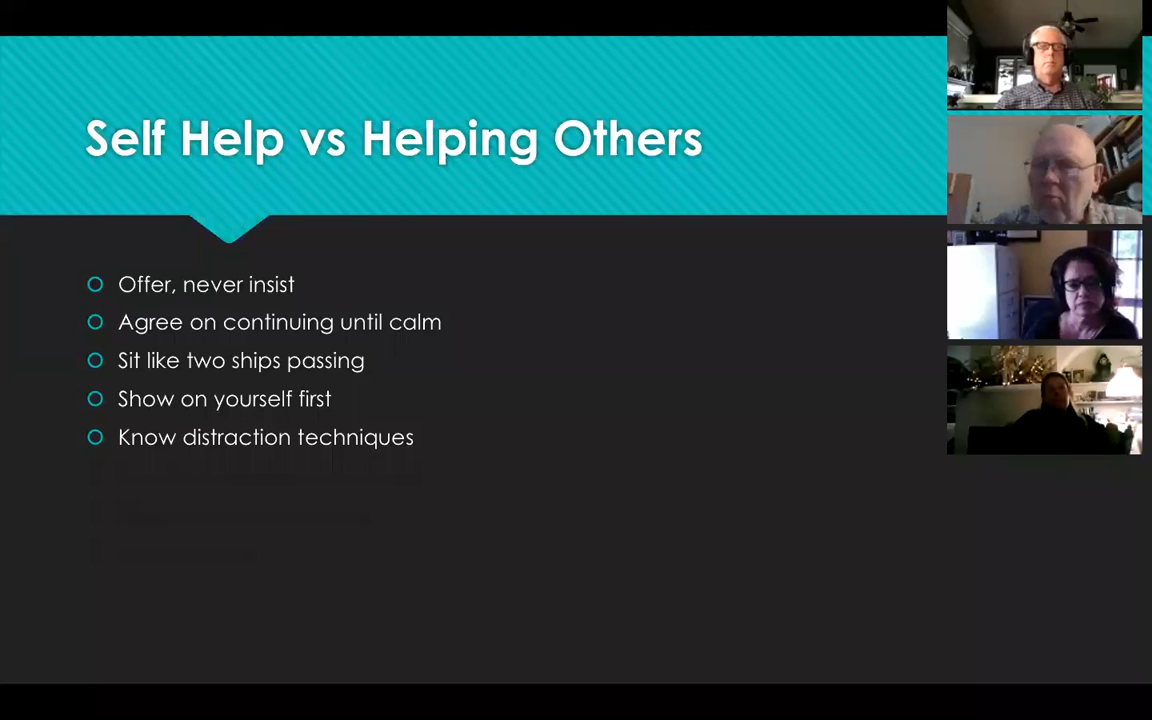 Self Help vs Helping Others
Offer, never insist
Agree on continuing until calm
Sit like two ships passing
Show on yourself first
Know distraction techniques